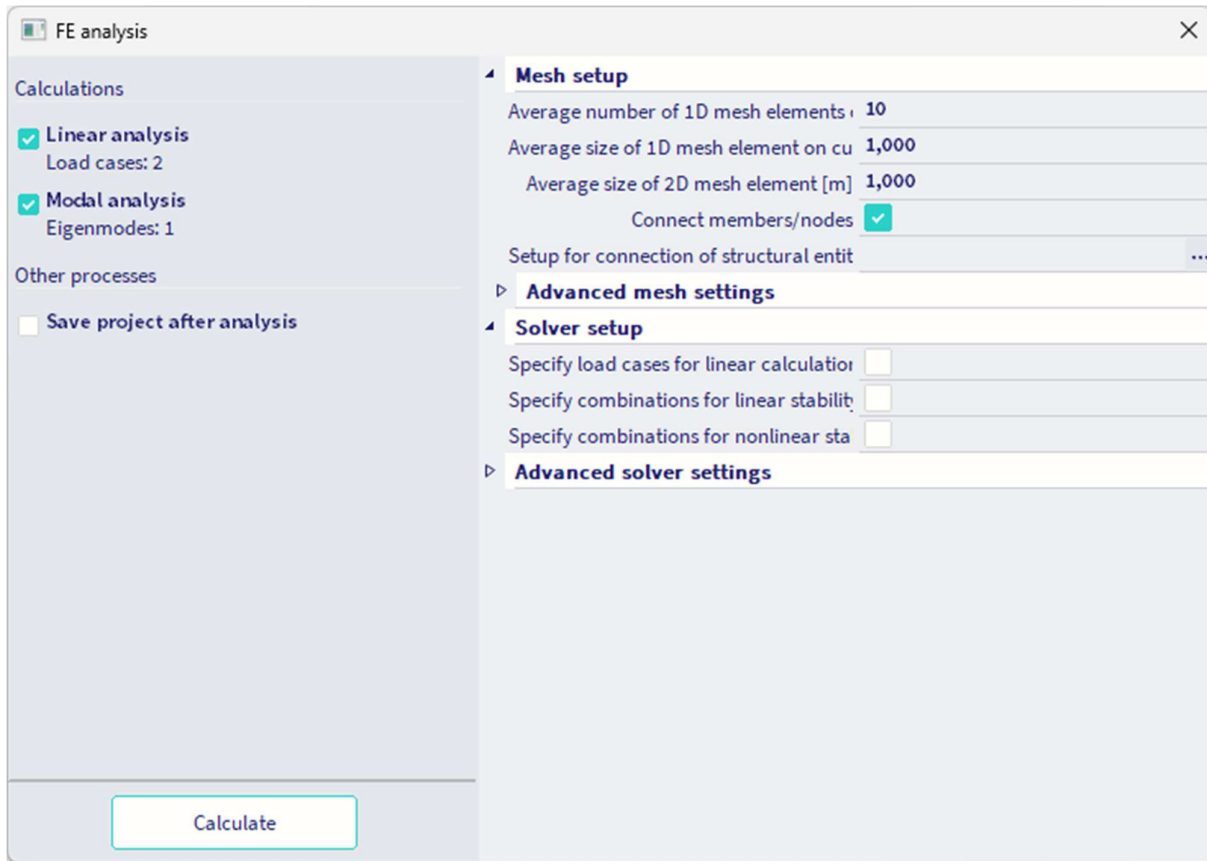 FE analysis
Calculations
Linear analysis
Load cases: 2
Modal analysis
Eigenmodes: 1
Other processes
Save project after analysis
Calculate
Mesh setup
Average number of 1D mesh elements 10
Average size of 1D mesh element on cu 1,000
Average size of 2D mesh element [m] 1,000
Connect members/nodes
Setup for connection of structural entit ...
Advanced mesh settings
Solver setup
Specify load cases for linear calculation
Specify combinations for linear stability
Specify combinations for nonlinear sta
Advanced solver settings